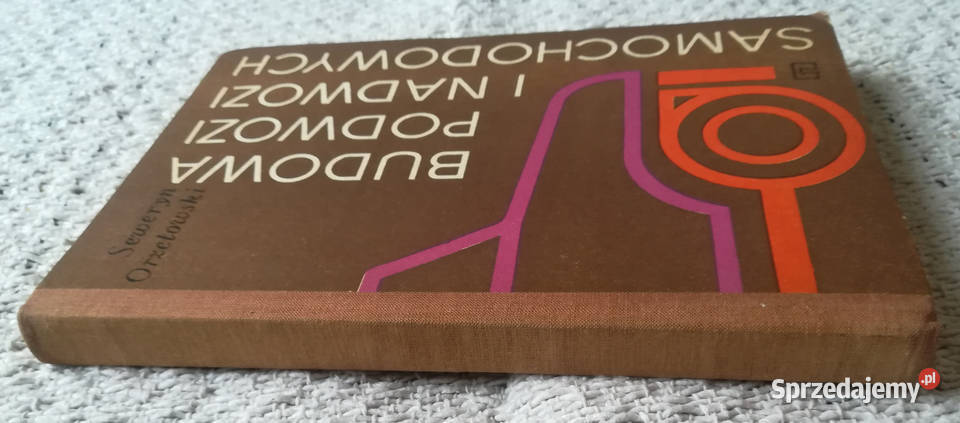 Seweryn
Orzełowski
BUDOWA
PODWOZI
I NADWOZI
SAMOCHODOWYCH
Sprzedajemy.pl